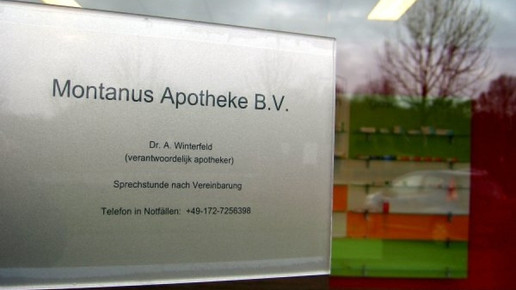 Montanus Apotheke B.V.
Dr. A. Winterfeld
(verantwoordelijk apotheker)
Sprechstunde nach Vereinbarung
Telefon in Notfällen: +49-172-7256398